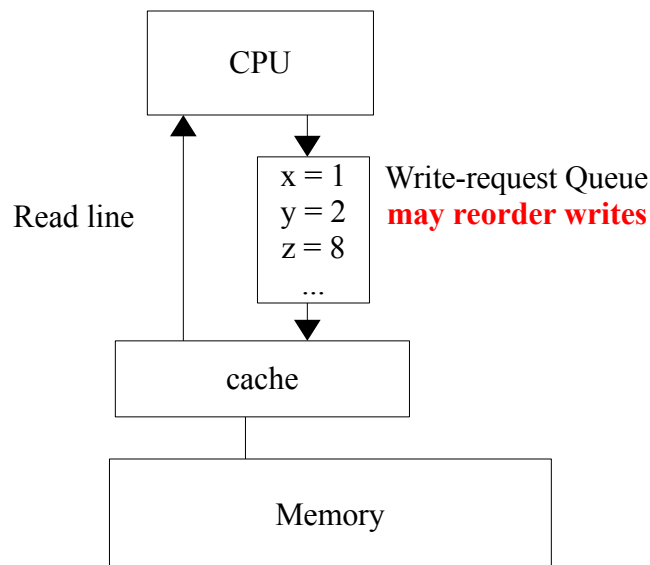 CPU
x = 1
y = 2
z = 8
...
Write-request Queue
may reorder writes
Read line
cache
Memory